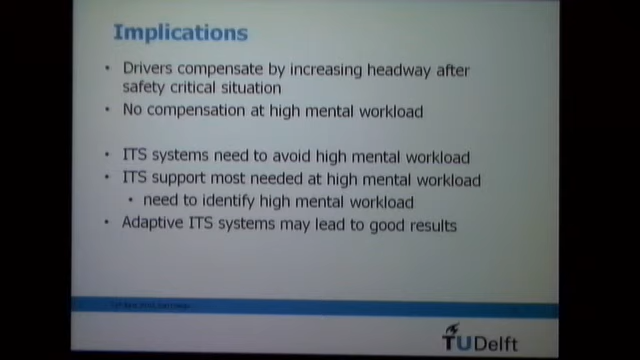 Implications
• Drivers compensate by increasing headway after
safety critical situation
• No compensation at high mental workload
• ITS systems need to avoid high mental workload
• ITS support most needed at high mental workload
• need to identify high mental workload
• Adaptive ITS systems may lead to good results
TUDelft